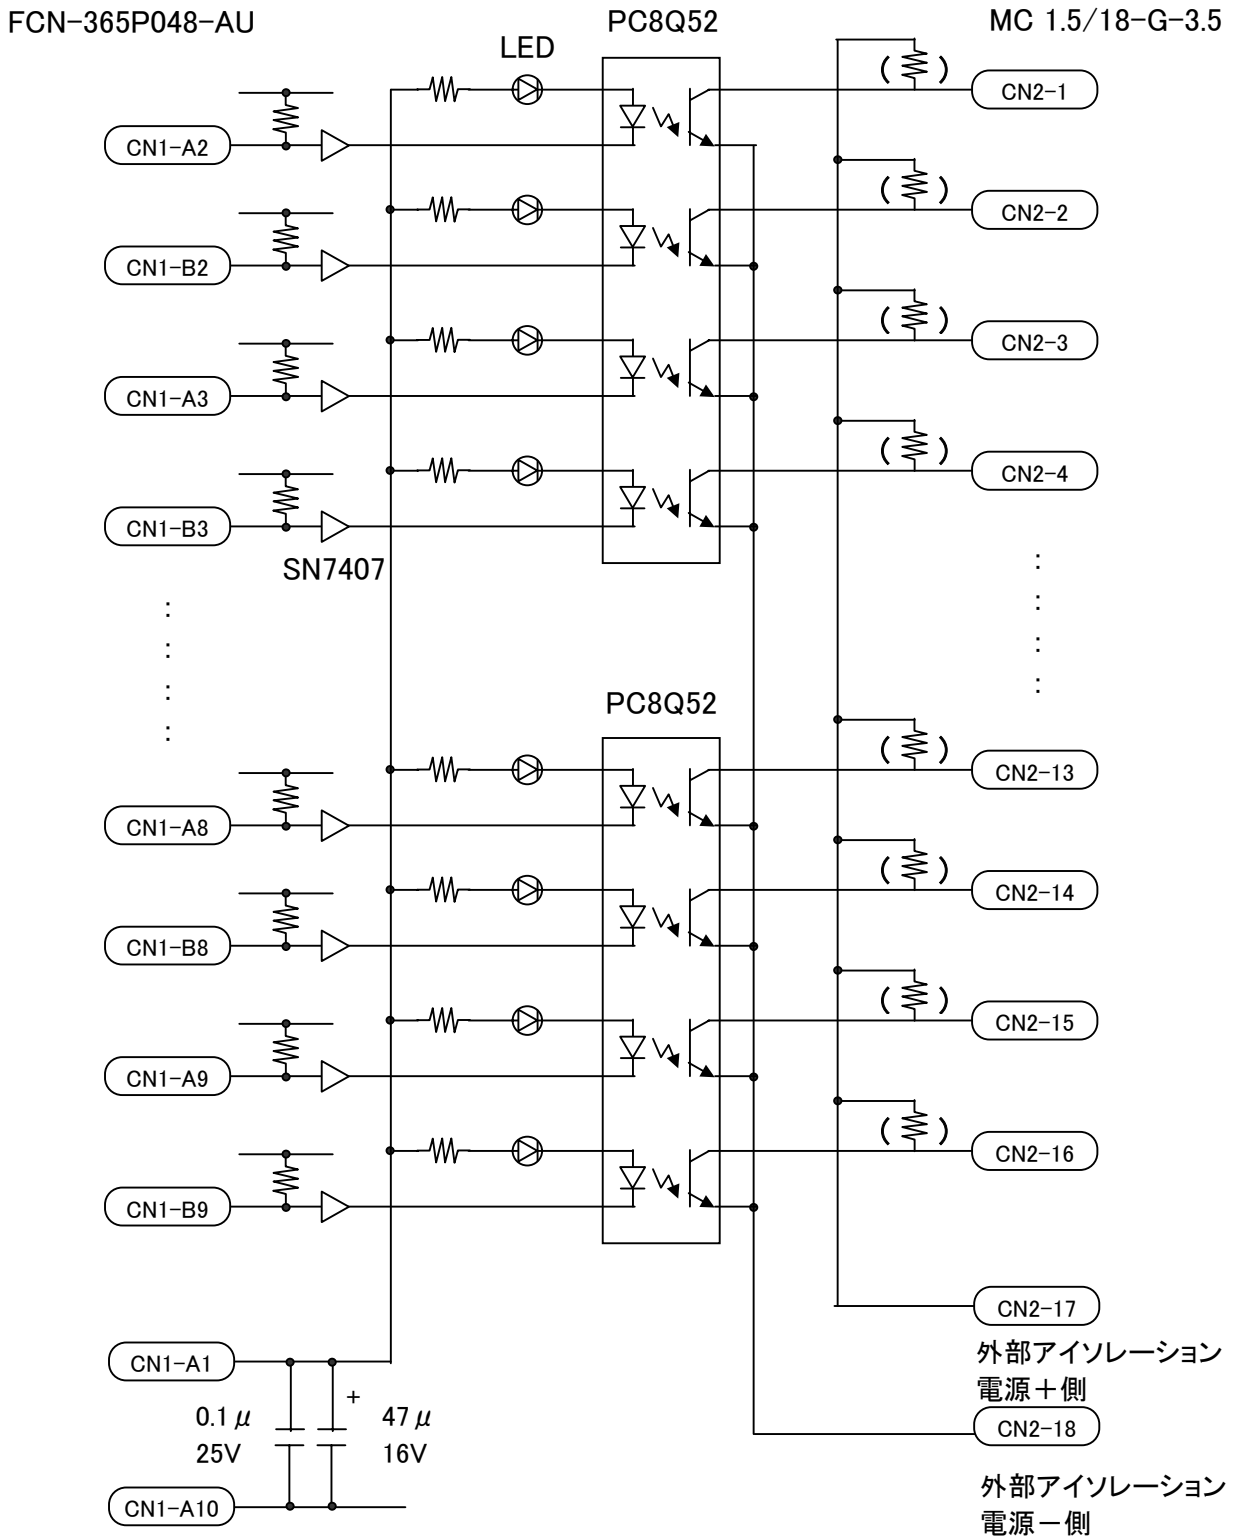 FCN-365P048-AU
PC8Q52
MC 1.5/18-G-3.5
LED
CN2-1
CN1-A2
CN2-2
CN1-B2
CN2-3
CN1-A3
CN2-4
CN1-B3
SN7407
:
:
:
:
:
:
:
:
PC8Q52
CN2-13
CN1-A8
CN2-14
CN1-B8
CN2-15
CN1-A9
CN2-16
CN1-B9
CN2-17
外部アイソレーション
電源+側
CN1-A1
+
0.1μ
25V
47μ
16V
CN2-18
外部アイソレーション
電源-側
CN1-A10